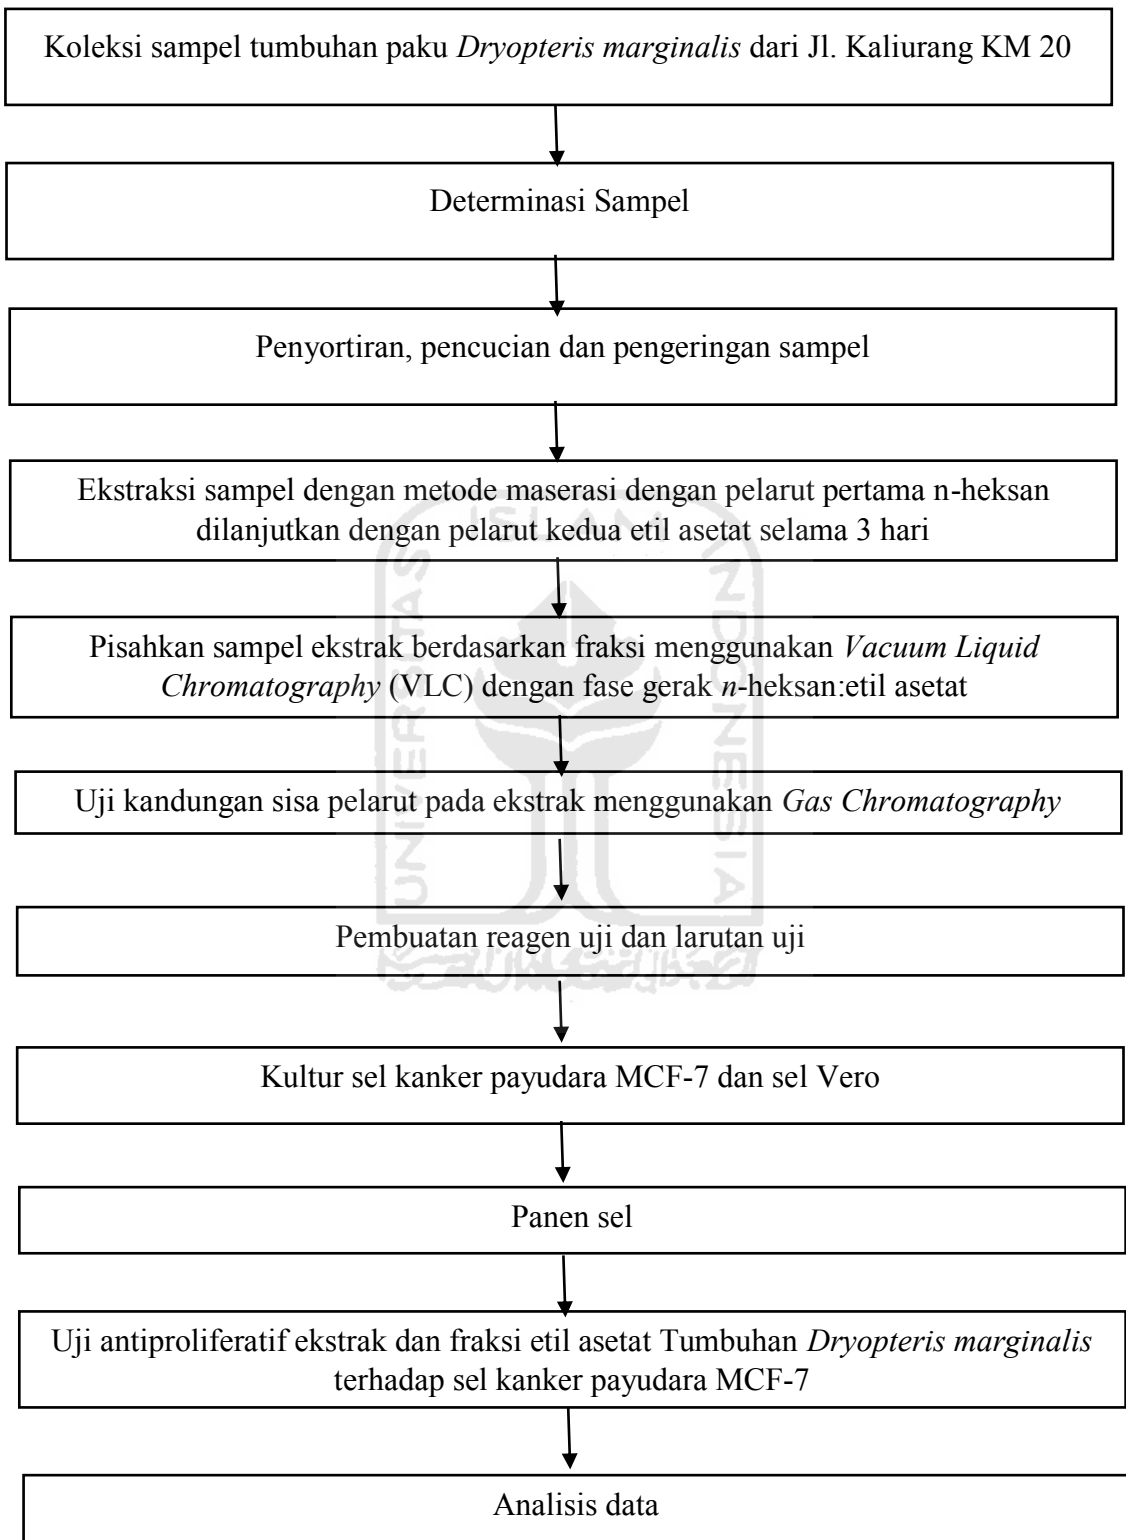 Koleksi sampel tumbuhan paku Dryopteris marginalis dari Jl. Kaliurang KM 20
Determinasi Sampel
Penyortiran, pencucian dan pengeringan sampel
Ekstraksi sampel dengan metode maserasi dengan pelarut pertama n-heksan
dilanjutkan dengan pelarut kedua etil asetat selama 3 hari
Pisahkan sampel ekstrak berdasarkan fraksi menggunakan Vacuum Liquid
Chromatography (VLC) dengan fase gerak n-heksan:etil asetat
Uji kandungan sisa pelarut pada ekstrak menggunakan Gas Chromatography
Pembuatan reagen uji dan larutan uji
Kultur sel kanker payudara MCF-7 dan sel Vero
Panen sel
Uji antiproliferatif ekstrak dan fraksi etil asetat Tumbuhan Dryopteris marginalis
terhadap sel kanker payudara MCF-7
Analisis data
UNIVERSITAS
ISLAM
INDONESIA